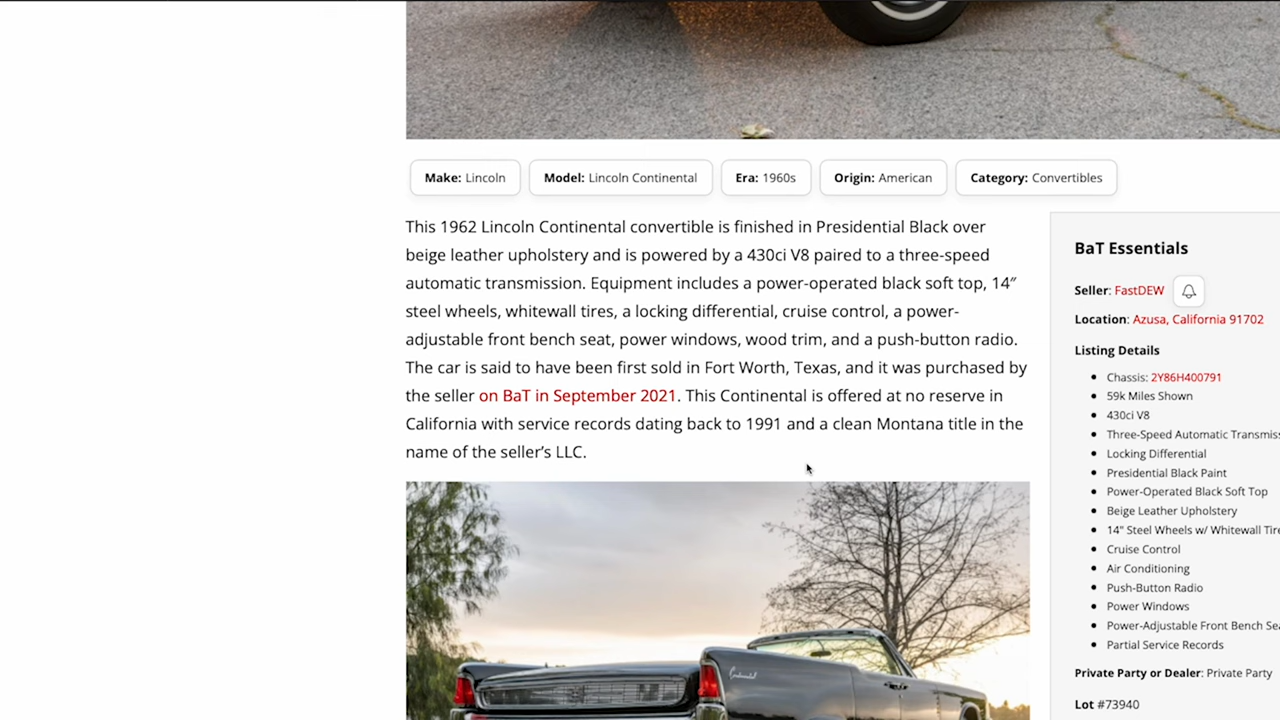 Make: Lincoln
Model: Lincoln Continental
Era: 1960s
Origin: American
Category: Convertibles
This 1962 Lincoln Continental convertible is finished in Presidential Black over
beige leather upholstery and is powered by a 430ci V8 paired to a three-speed
automatic transmission. Equipment includes a power-operated black soft top, 14″
steel wheels, whitewall tires, a locking differential, cruise control, a power-
adjustable front bench seat, power windows, wood trim, and a push-button radio.
The car is said to have been first sold in Fort Worth, Texas, and it was purchased by
the seller on BaT in September 2021. This Continental is offered at no reserve in
California with service records dating back to 1991 and a clean Montana title in the
name of the seller’s LLC.
Continental
BaT Essentials
Seller: FastDEW
Location: Azusa, California 91702
Listing Details
Chassis: 2Y86H400791
59k Miles Shown
430ci V8
Three-Speed Automatic Transmiss
Locking Differential
Presidential Black Paint
Power-Operated Black Soft Top
Beige Leather Upholstery
14" Steel Wheels w/ Whitewall Tire
Cruise Control
Air Conditioning
Push-Button Radio
Power Windows
Power-Adjustable Front Bench Sea
Partial Service Records
Private Party or Dealer: Private Party
Lot #73940